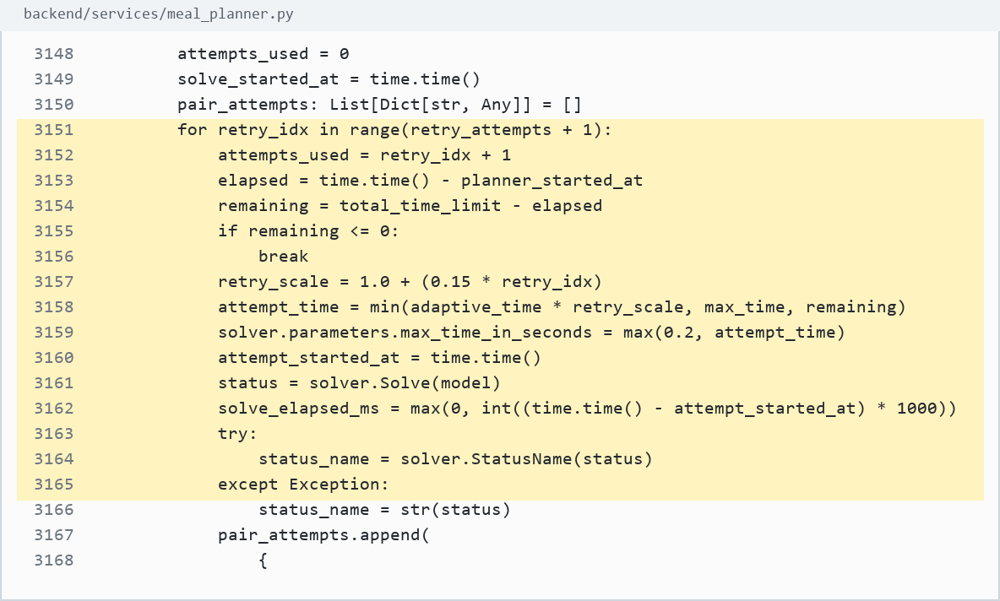 backend/services/meal_planner.py
3148 attempts_used = 0
3149 solve_started_at = time.time()
3150 pair_attempts: List[Dict[str, Any]] = []
3151 for retry_idx in range(retry_attempts + 1):
3152 attempts_used = retry_idx + 1
3153 elapsed = time.time() - planner_started_at
3154 remaining = total_time_limit - elapsed
3155 if remaining <= 0:
3156 break
3157 retry_scale = 1.0 + (0.15 * retry_idx)
3158 attempt_time = min(adaptive_time * retry_scale, max_time, remaining)
3159 solver.parameters.max_time_in_seconds = max(0.2, attempt_time)
3160 attempt_started_at = time.time()
3161 status = solver.Solve(model)
3162 solve_elapsed_ms = max(0, int((time.time() - attempt_started_at) * 1000))
3163 try:
3164 status_name = solver.StatusName(status)
3165 except Exception:
3166 status_name = str(status)
3167 pair_attempts.append(
3168 {